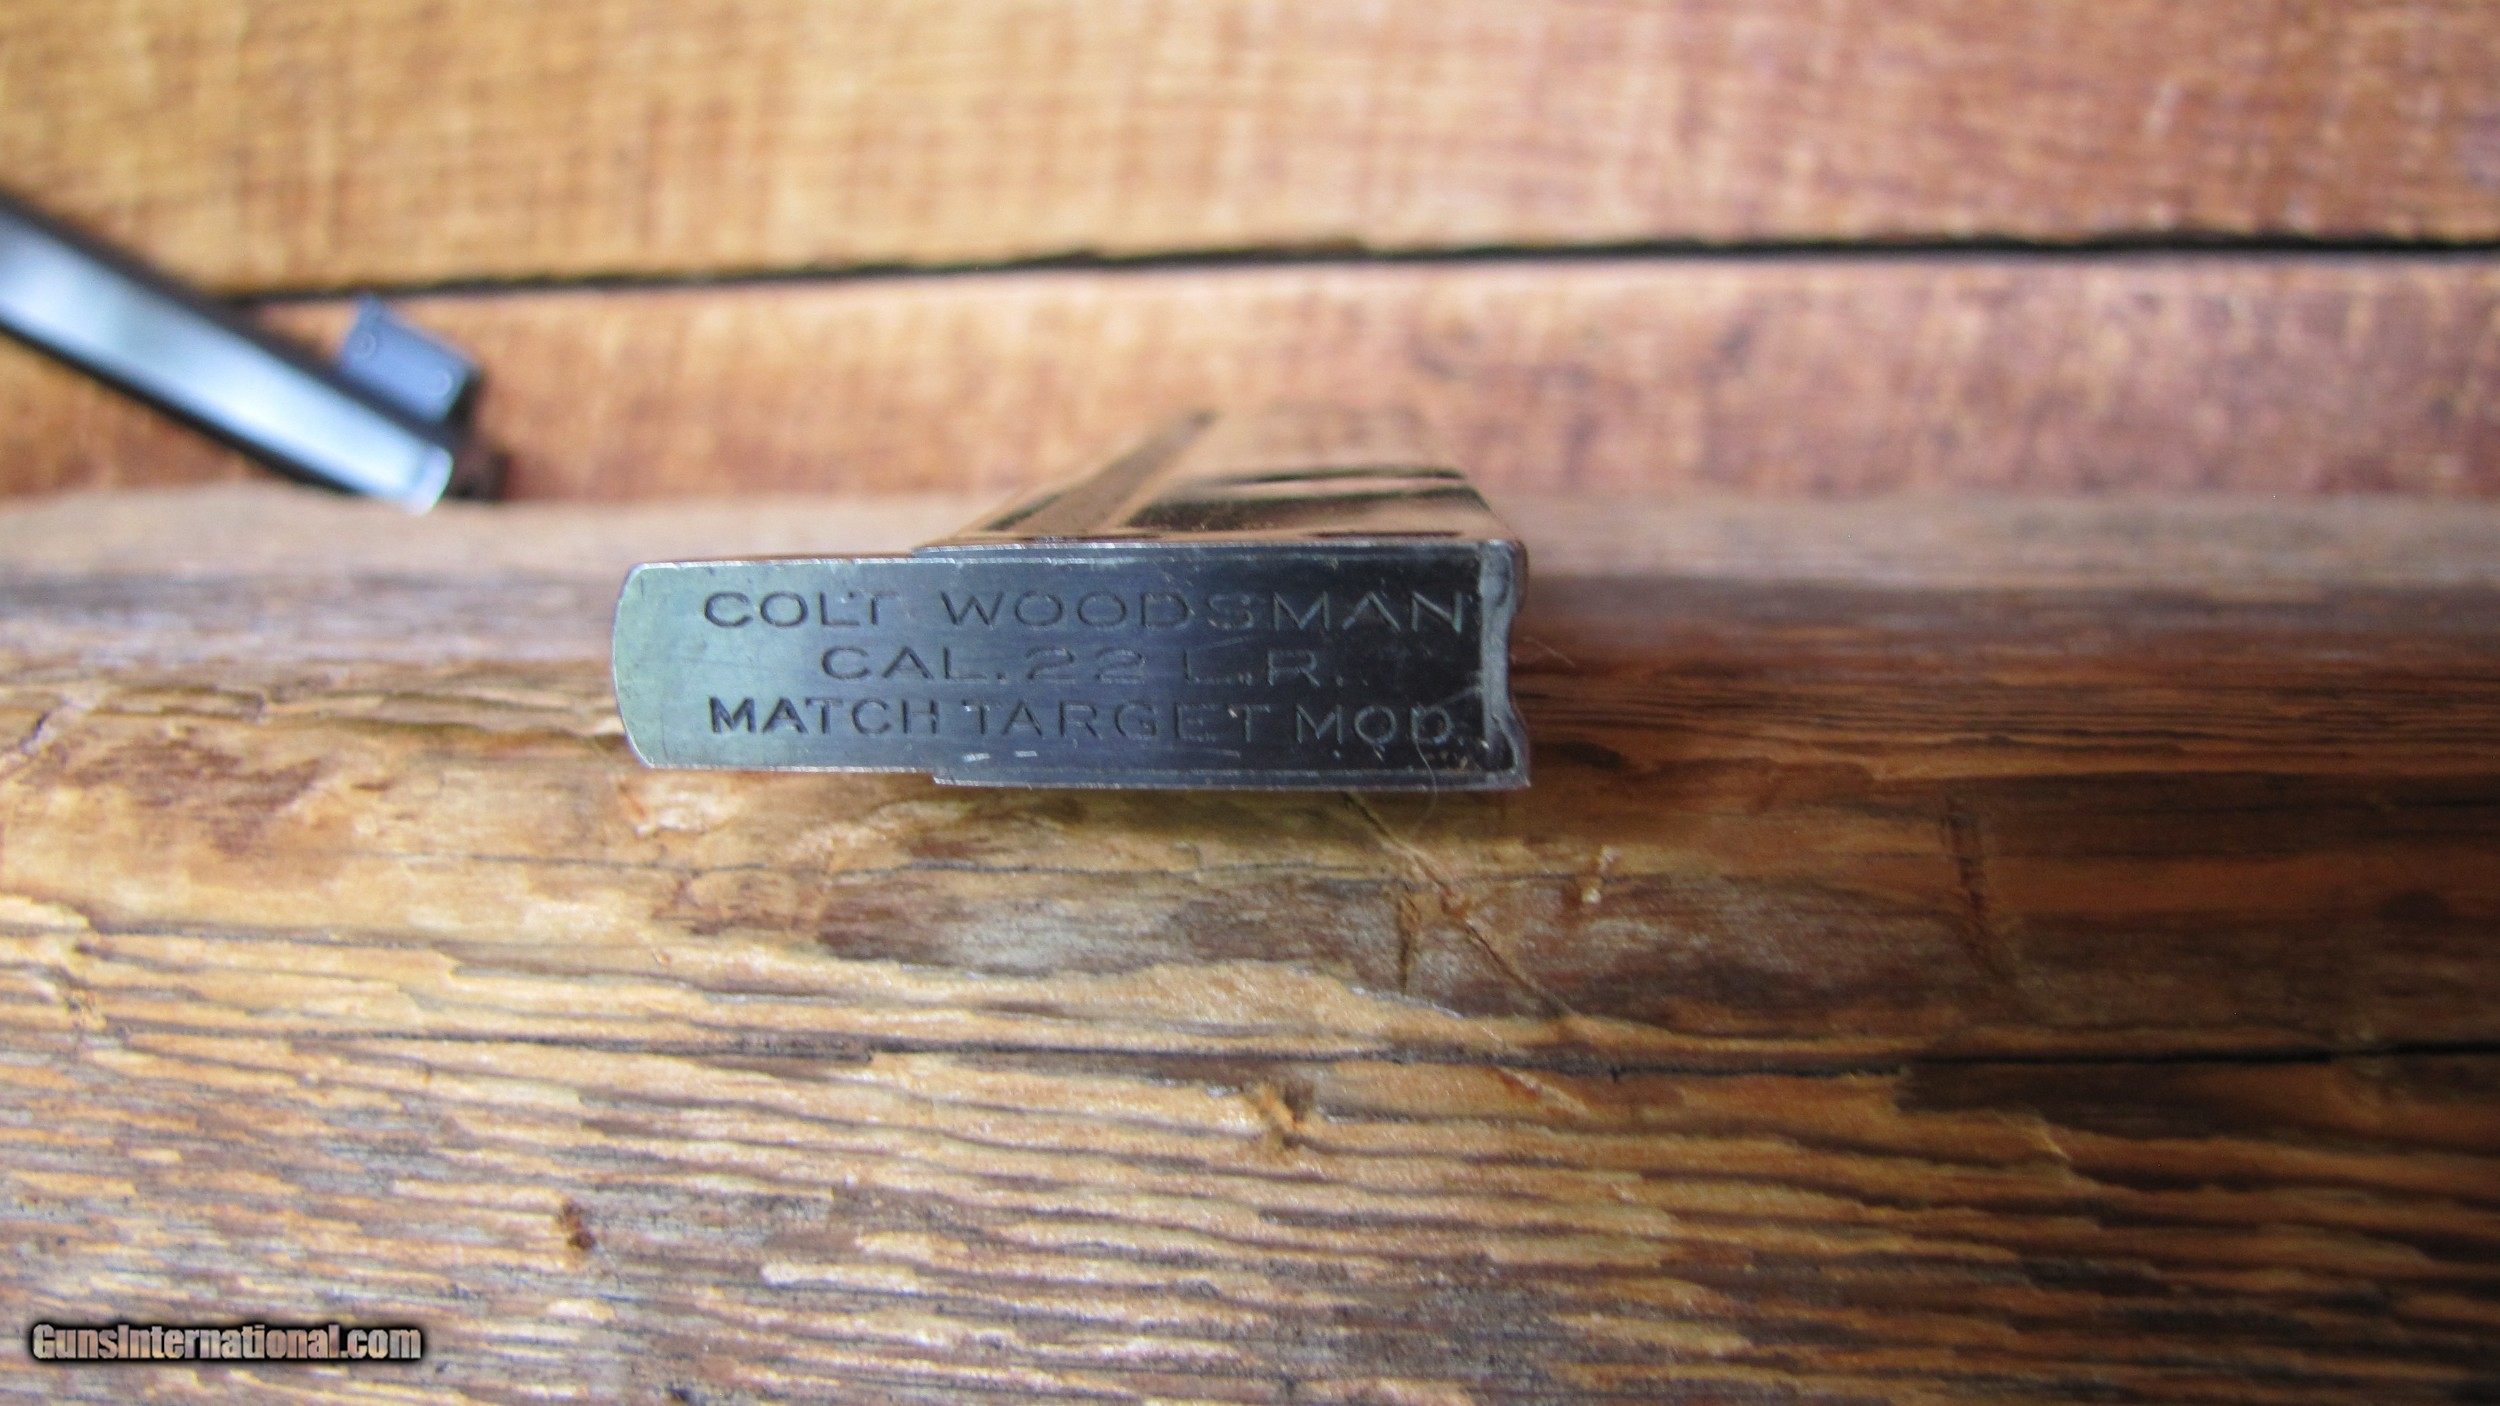 COLT WOODSMAN
CAL. 22 L.R.
MATCH TARGET MOD.
GunsInternational.com